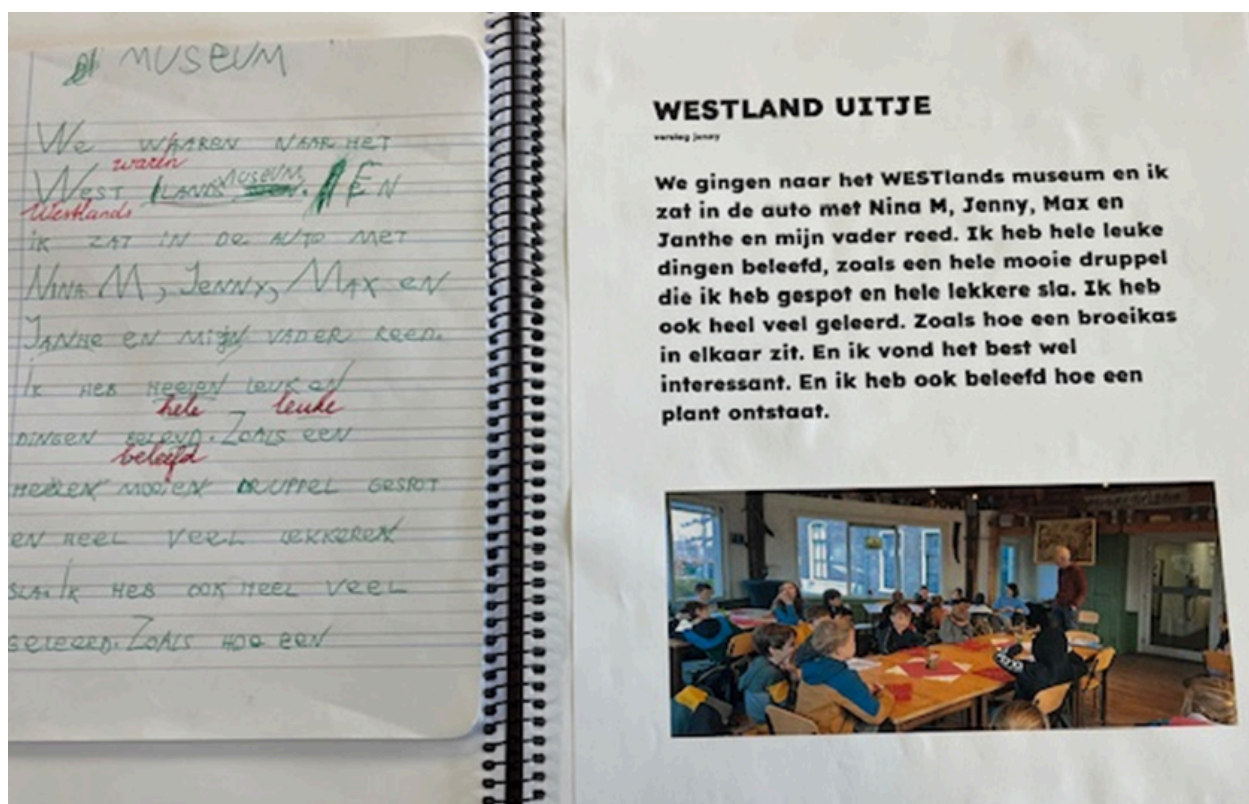 MUSEUM
We WAAREN NAAR HET
waren
WEST LANDS MUSEUM. EN
Westlands
iK ZAT IN De AUTO MeT
NINA M, JeNNY, MAX en
JANHE eN MiJN VADER ReeD.
IK HEB HEELEN LeuK eN
hele leuke
DINGEN BELEVD. ZOALS EEN
beleefd
HEELEN MOOIEN DRUPPEL GESPOT
EN HEEL VEEL LEKKEREN
SLA. IK HEB OOK HEEL VEEL
GELEERD. ZOALS HOE EEN
WESTLAND UITJE
verslag jenny
We gingen naar het WESTlands museum en ik
zat in de auto met Nina M, Jenny, Max en
Janthe en mijn vader reed. Ik heb hele leuke
dingen beleefd, zoals een hele mooie druppel
die ik heb gespot en hele lekkere sla. Ik heb
ook heel veel geleerd. Zoals hoe een broeikas
in elkaar zit. En ik vond het best wel
interessant. En ik heb ook beleefd hoe een
plant ontstaat.